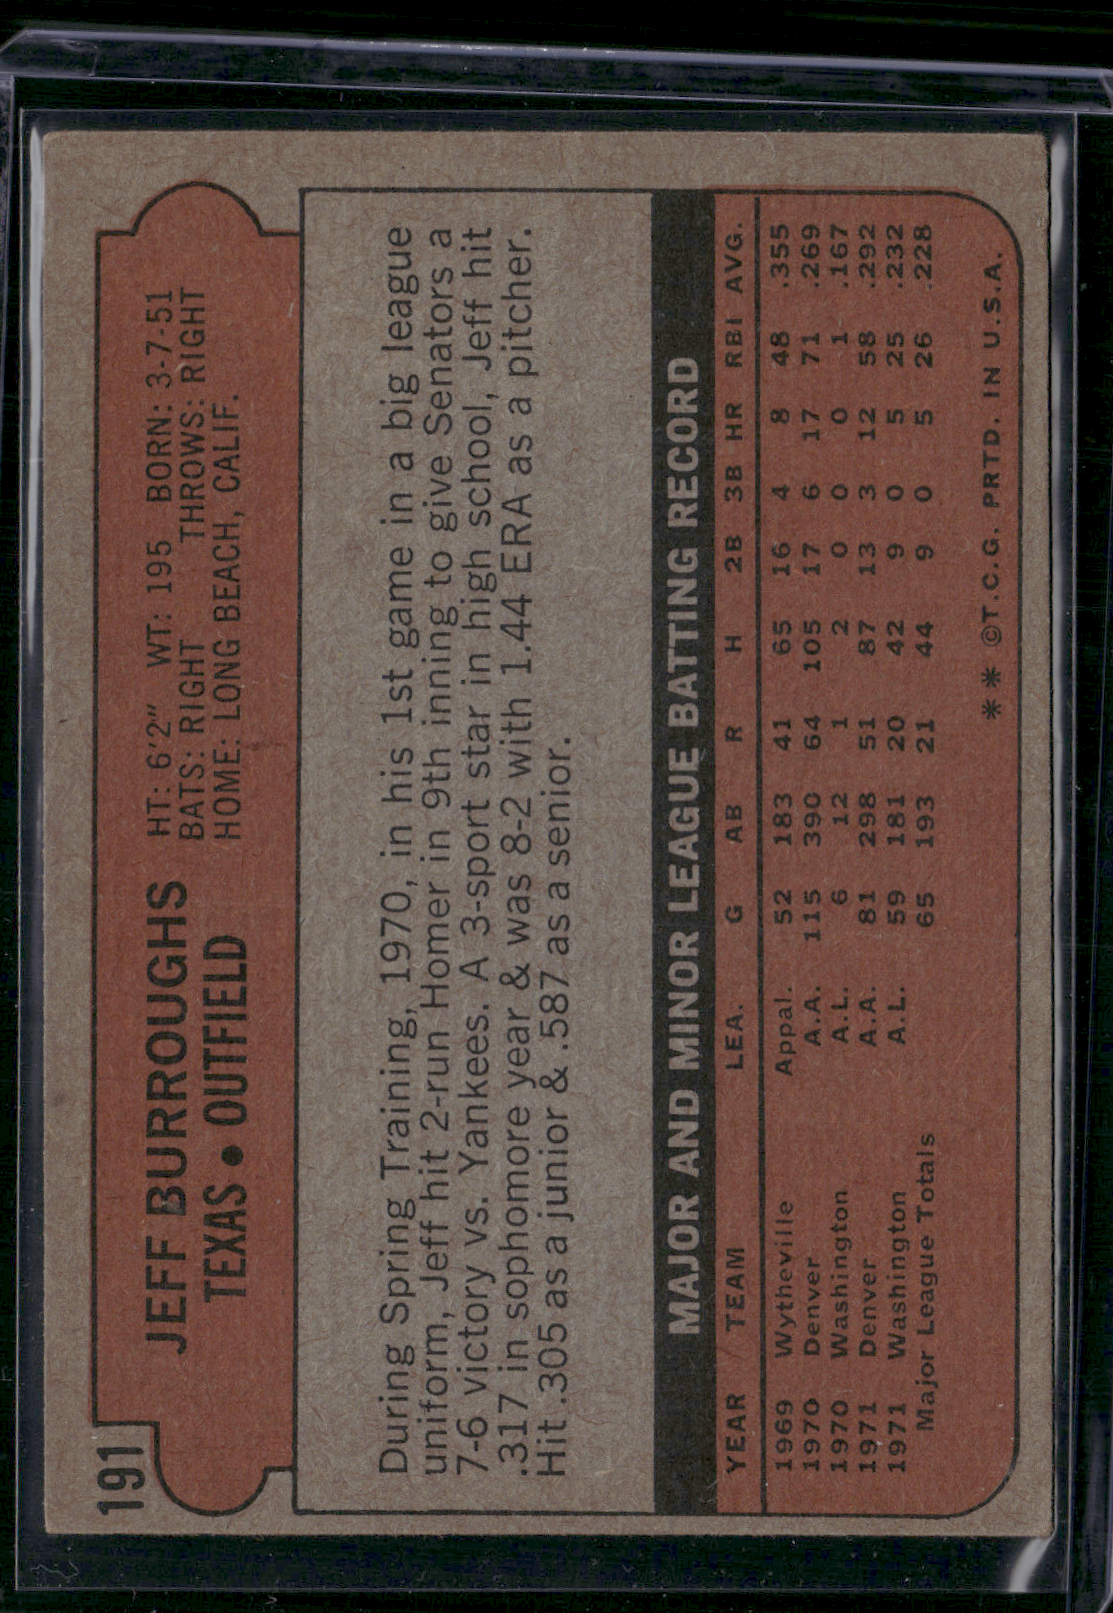 191
JEFF BURROUGHS
TEXAS • OUTFIELD
HT: 6'2" WT: 195 BORN: 3-7-51
BATS: RIGHT THROWS: RIGHT
HOME: LONG BEACH, CALIF.
During Spring Training, 1970, in his 1st game in a big league
uniform, Jeff hit 2-run Homer in 9th inning to give Senators a
7-6 victory vs. Yankees. A 3-sport star in high school, Jeff hit
.317 in sophomore year & was 8-2 with 1.44 ERA as a pitcher.
Hit .305 as a junior & .587 as a senior.
MAJOR AND MINOR LEAGUE BATTING RECORD
YEAR / TEAM LEA. G AB R H 2B 3B HR RBI AVG.
1969 Wytheville Appal. 52 183 41 65 16 4 8 48 .355
1970 Denver A.A. 115 390 64 105 17 6 17 71 .269
1970 Washington A.L. 6 12 1 2 0 0 0 1 .167
1971 Denver A.A. 81 298 51 87 13 3 12 58 .292
1971 Washington A.L. 59 181 20 42 9 0 5 25 .232
Major League Totals 65 193 21 44 9 0 5 26 .228
** ©T.C.G. PRTD. IN U.S.A.